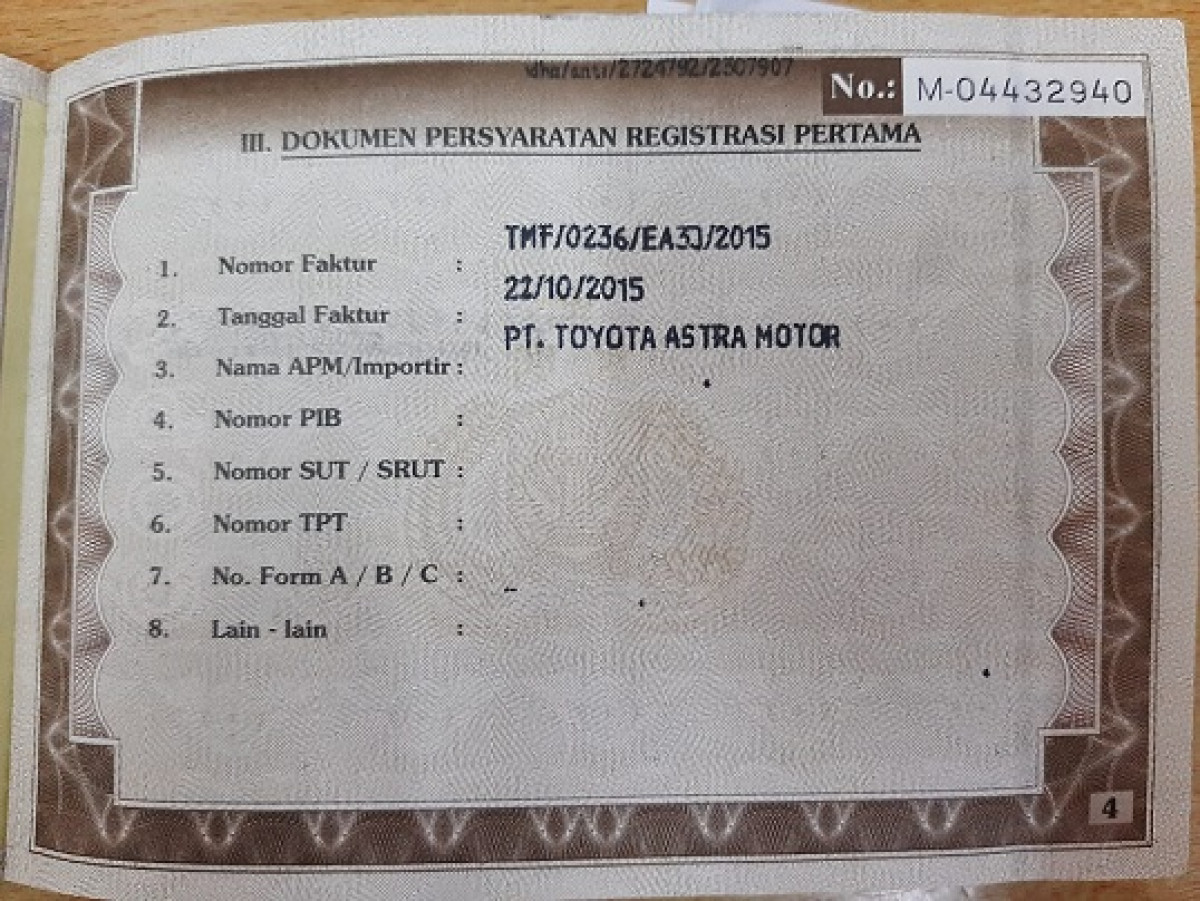 dha/anti/2724792/2507907
No.: M-04432940
III. DOKUMEN PERSYARATAN REGISTRASI PERTAMA
1. Nomor Faktur : TMF/0236/EA3J/2015
2. Tanggal Faktur : 22/10/2015
3. Nama APM/Importir : PT. TOYOTA ASTRA MOTOR
4. Nomor PIB :
5. Nomor SUT / SRUT :
6. Nomor TPT :
7. No. Form A / B / C : --
8. Lain - lain :
4